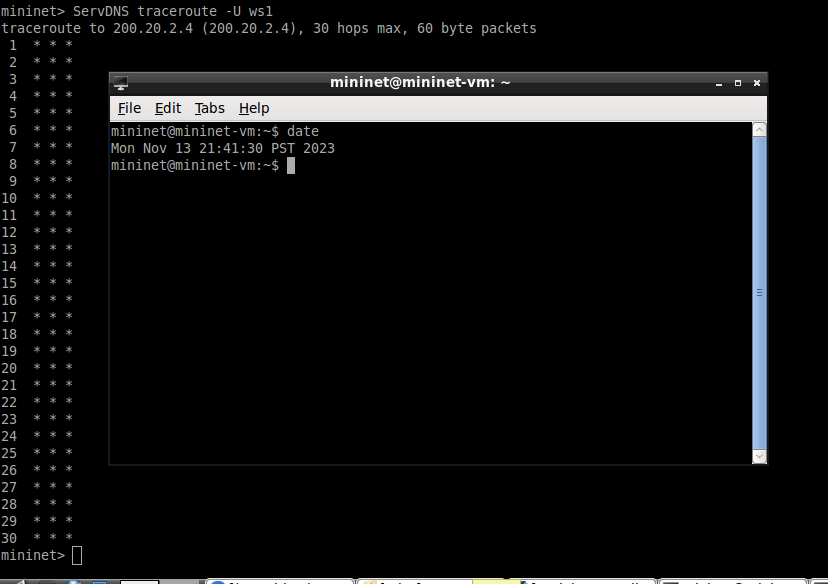 mininet> ServDNS traceroute -U ws1
traceroute to 200.20.2.4 (200.20.2.4), 30 hops max, 60 byte packets
1 * * *
2 * * *
3 * * *
4 * * *
5 * * *
6 * * *
7 * * *
8 * * *
9 * * *
10 * * *
11 * * *
12 * * *
13 * * *
14 * * *
15 * * *
16 * * *
17 * * *
18 * * *
19 * * *
20 * * *
21 * * *
22 * * *
23 * * *
24 * * *
25 * * *
26 * * *
27 * * *
28 * * *
29 * * *
30 * * *
mininet>
mininet@mininet-vm: ~
File Edit Tabs Help
mininet@mininet-vm:~$ date
Mon Nov 13 21:41:30 PST 2023
mininet@mininet-vm:~$